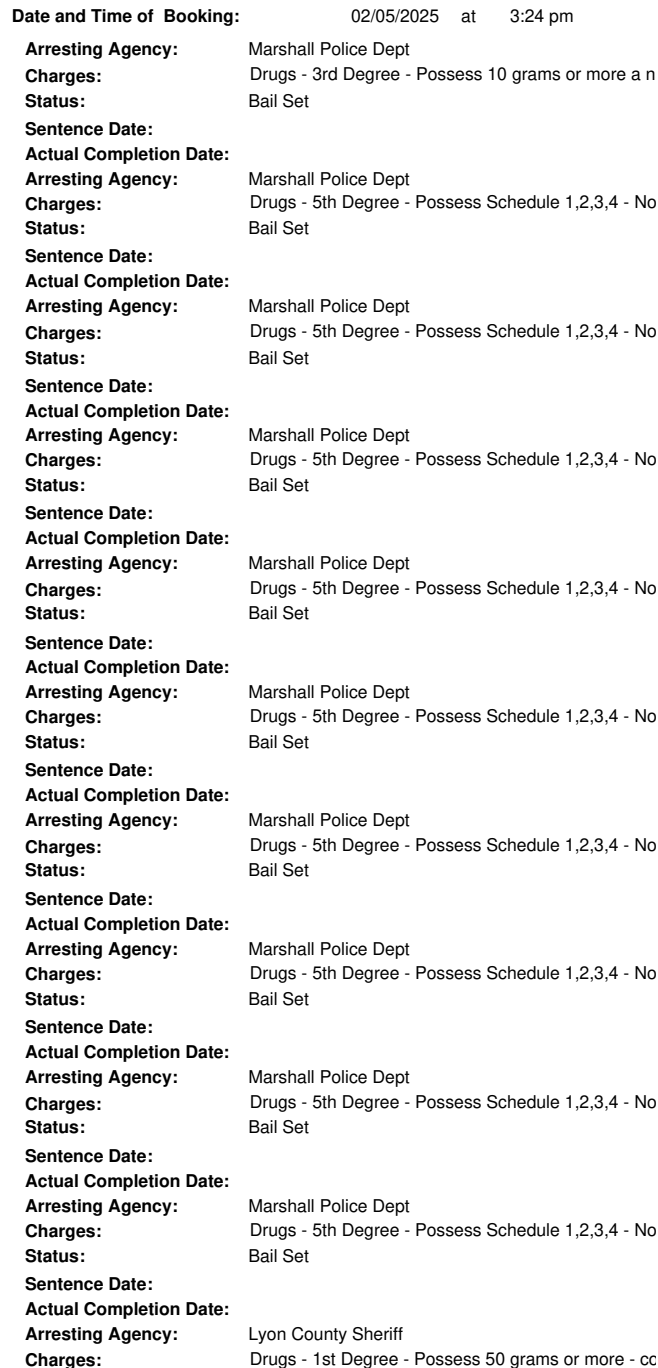 Date and Time of Booking: 02/05/2025 at 3:24 pm
Arresting Agency: Marshall Police Dept
Charges: Drugs - 3rd Degree - Possess 10 grams or more a n
Status: Bail Set
Sentence Date:
Actual Completion Date:
Arresting Agency: Marshall Police Dept
Charges: Drugs - 5th Degree - Possess Schedule 1,2,3,4 - No
Status: Bail Set
Sentence Date:
Actual Completion Date:
Arresting Agency: Marshall Police Dept
Charges: Drugs - 5th Degree - Possess Schedule 1,2,3,4 - No
Status: Bail Set
Sentence Date:
Actual Completion Date:
Arresting Agency: Marshall Police Dept
Charges: Drugs - 5th Degree - Possess Schedule 1,2,3,4 - No
Status: Bail Set
Sentence Date:
Actual Completion Date:
Arresting Agency: Marshall Police Dept
Charges: Drugs - 5th Degree - Possess Schedule 1,2,3,4 - No
Status: Bail Set
Sentence Date:
Actual Completion Date:
Arresting Agency: Marshall Police Dept
Charges: Drugs - 5th Degree - Possess Schedule 1,2,3,4 - No
Status: Bail Set
Sentence Date:
Actual Completion Date:
Arresting Agency: Marshall Police Dept
Charges: Drugs - 5th Degree - Possess Schedule 1,2,3,4 - No
Status: Bail Set
Sentence Date:
Actual Completion Date:
Arresting Agency: Marshall Police Dept
Charges: Drugs - 5th Degree - Possess Schedule 1,2,3,4 - No
Status: Bail Set
Sentence Date:
Actual Completion Date:
Arresting Agency: Marshall Police Dept
Charges: Drugs - 5th Degree - Possess Schedule 1,2,3,4 - No
Status: Bail Set
Sentence Date:
Actual Completion Date:
Arresting Agency: Marshall Police Dept
Charges: Drugs - 5th Degree - Possess Schedule 1,2,3,4 - No
Status: Bail Set
Sentence Date:
Actual Completion Date:
Arresting Agency: Lyon County Sheriff
Charges: Drugs - 1st Degree - Possess 50 grams or more - co